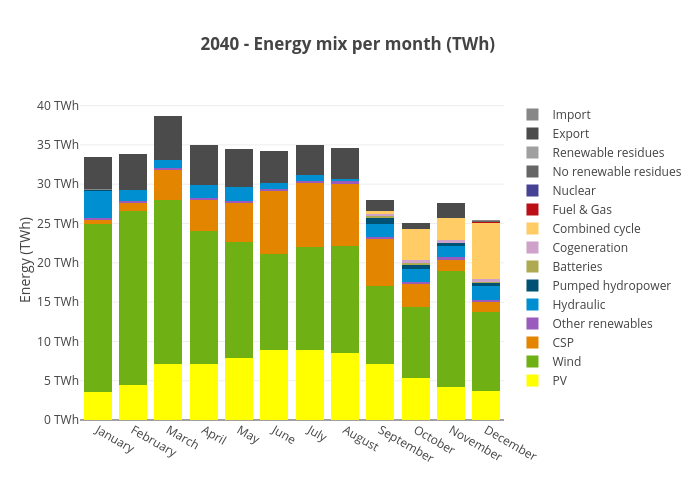 2040 - Energy mix per month (TWh)
40 TWh
35 TWh
30 TWh
25 TWh
20 TWh
15 TWh
10 TWh
5 TWh
0 TWh
Energy (TWh)
January
February
March
April
May
June
July
August
September
October
November
December
Import
Export
Renewable residues
No renewable residues
Nuclear
Fuel & Gas
Combined cycle
Cogeneration
Batteries
Pumped hydropower
Hydraulic
Other renewables
CSP
Wind
PV